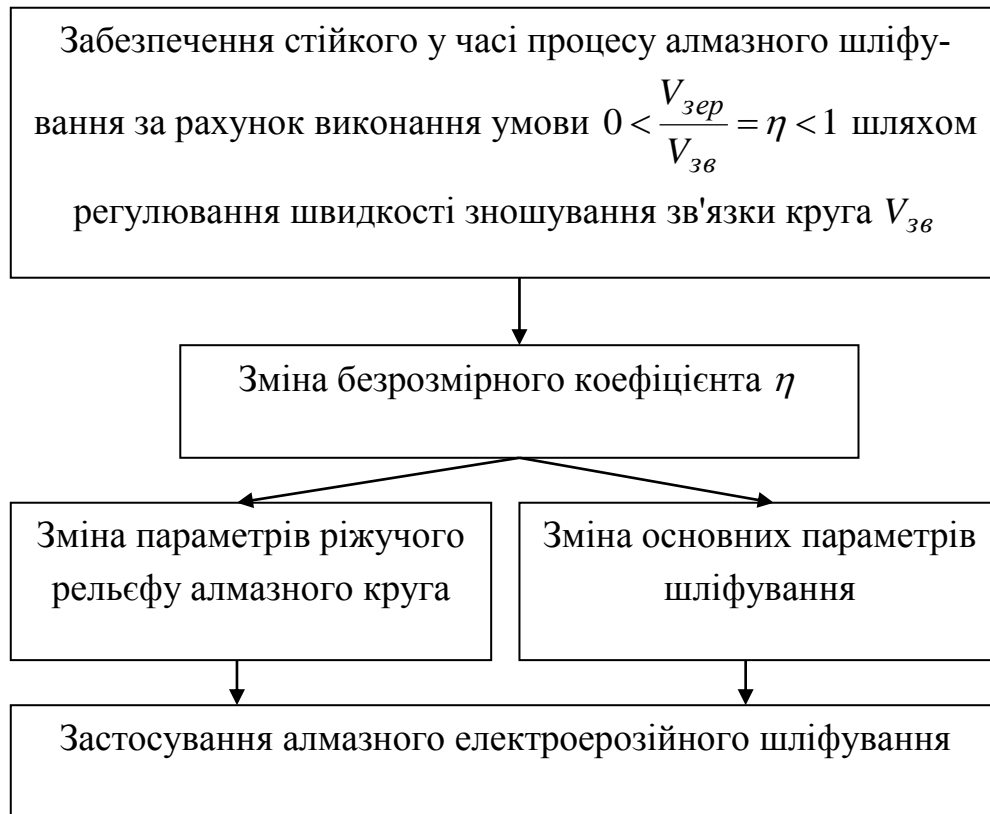 Забезпечення стійкого у часі процесу алмазного шліфу-
вання за рахунок виконання умови 0 < V_зер / V_зв = η < 1 шляхом
регулювання швидкості зношування зв'язки круга V_зв
Зміна безрозмірного коефіцієнта η
Зміна параметрів ріжучого
рельєфу алмазного круга
Зміна основних параметрів
шліфування
Застосування алмазного електроерозійного шліфування